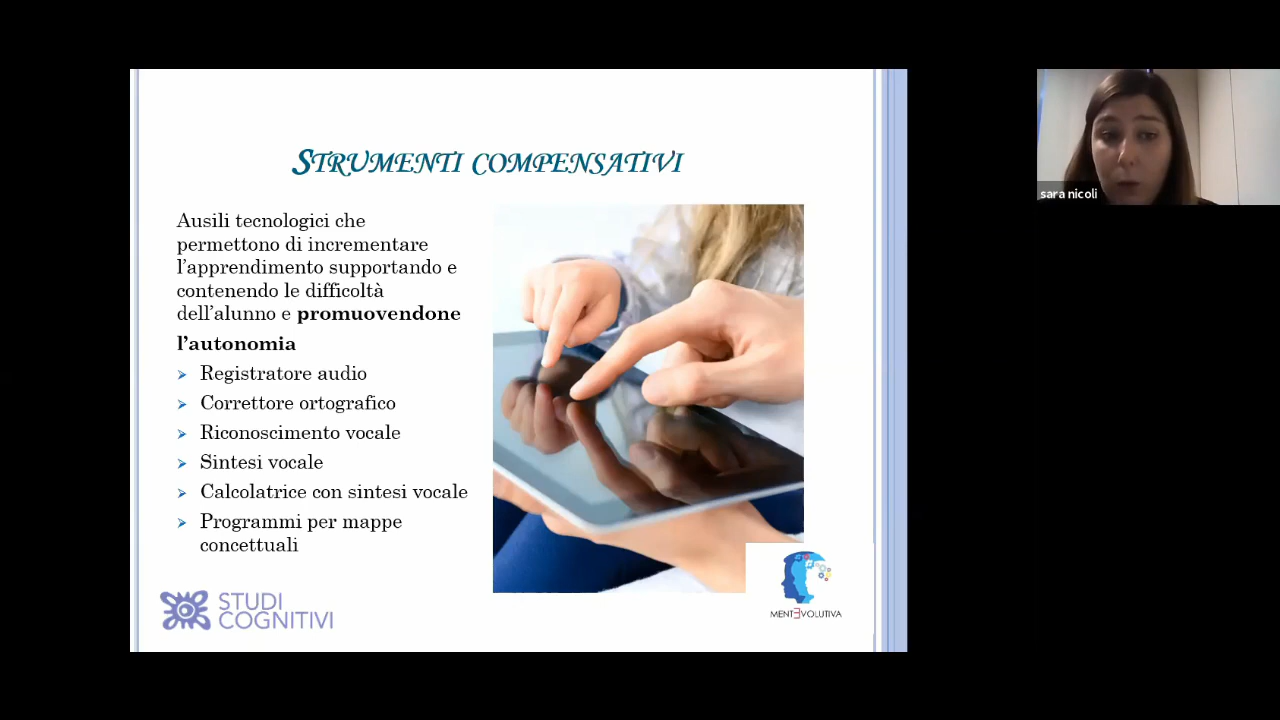 STRUMENTI COMPENSATIVI
Ausili tecnologici che
permettono di incrementare
l'apprendimento supportando e
contenendo le difficoltà
dell'alunno e promuovendone
l'autonomia
Registratore audio
Correttore ortografico
Riconoscimento vocale
Sintesi vocale
Calcolatrice con sintesi vocale
Programmi per mappe
concettuali
STUDI
COGNITIVI
MENTƎVOLUTIVA
sara nicoli